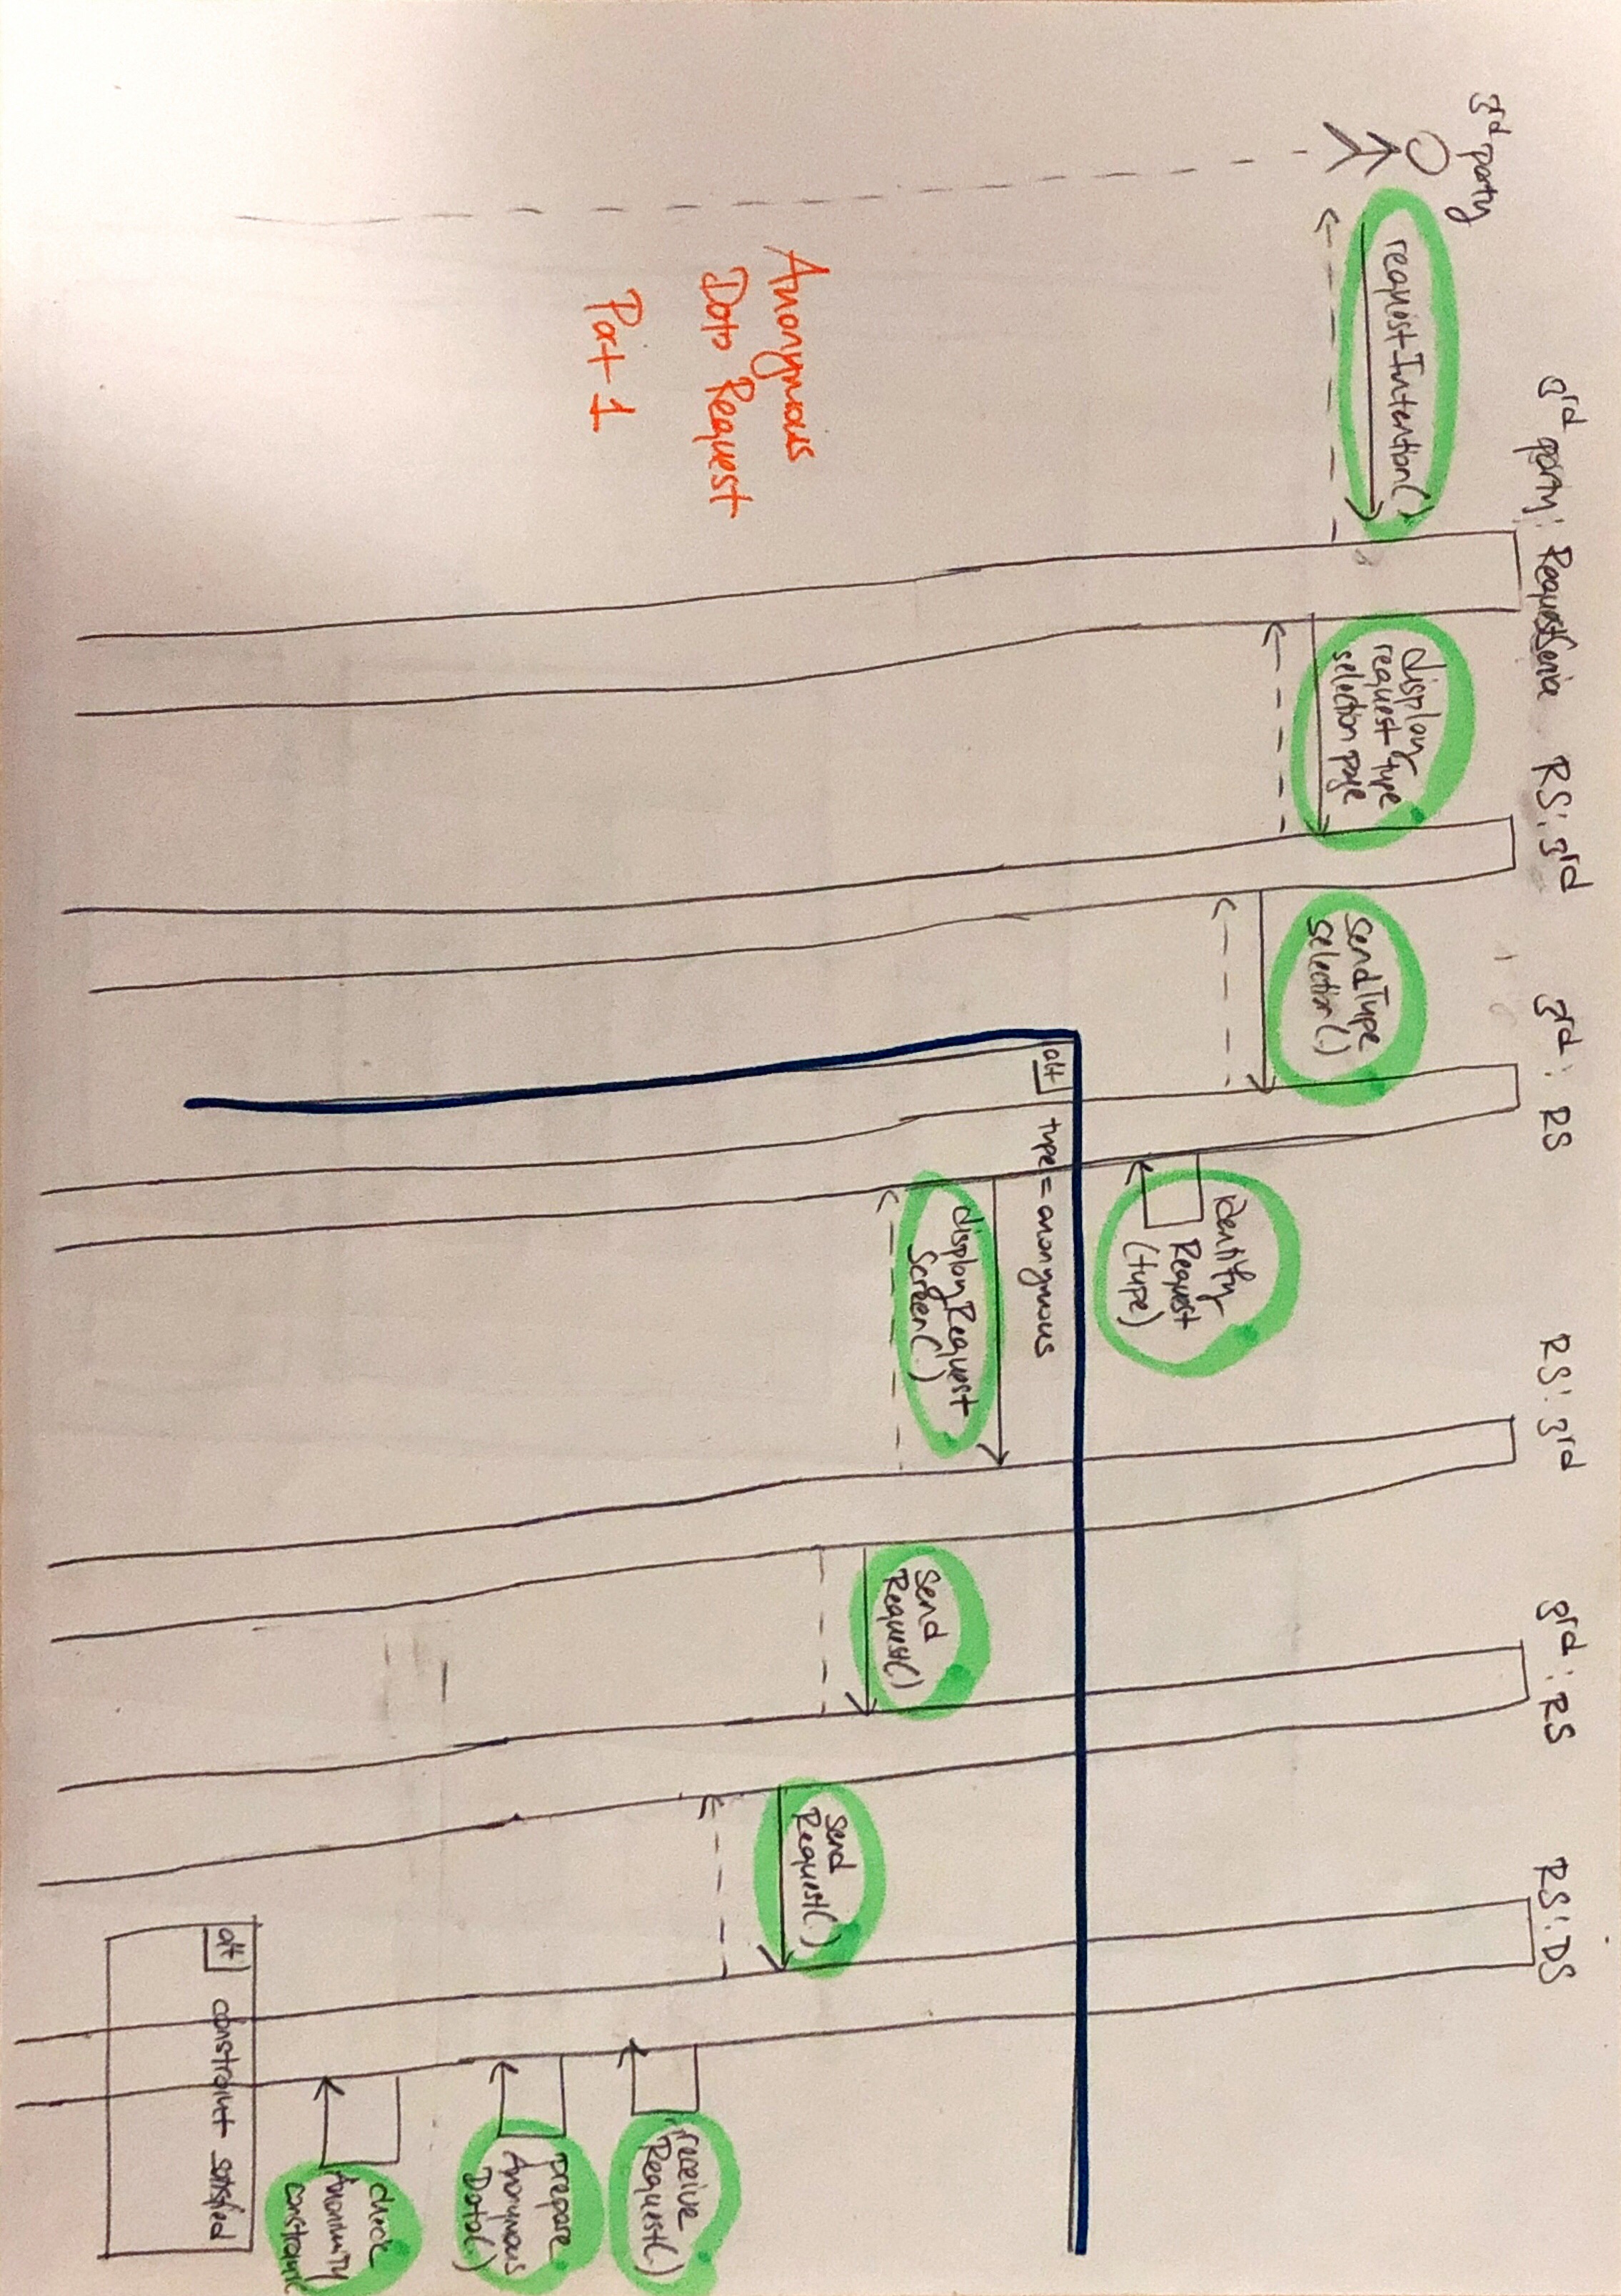 3rd party
3rd party: RequestService
RS: 3rd
3rd: RS
RS: 3rd
3rd: RS
RS: DS
requestIntention()
display
request type
selection page
sendType
selection()
identify
Request
(type)
alt
type = anonymous
displayRequest
Screen()
send
Request()
send
Request()
receive
Request()
prepare
Anonymous
Data()
check
Anonimity
constraint
alt
constraint satisfied
Anonymous
Data Request
Part 1